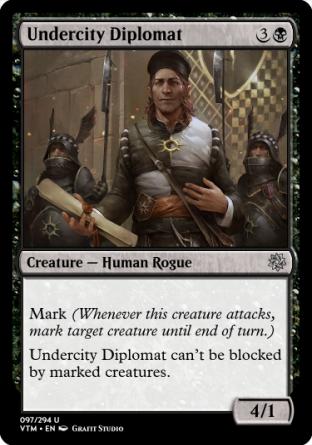 Undercity Diplomat 3
Creature — Human Rogue
Mark (Whenever this creature attacks,
mark target creature until end of turn.)
Undercity Diplomat can't be blocked
by marked creatures.
4/1
097/294 U
VTM • EN Grafit Studio